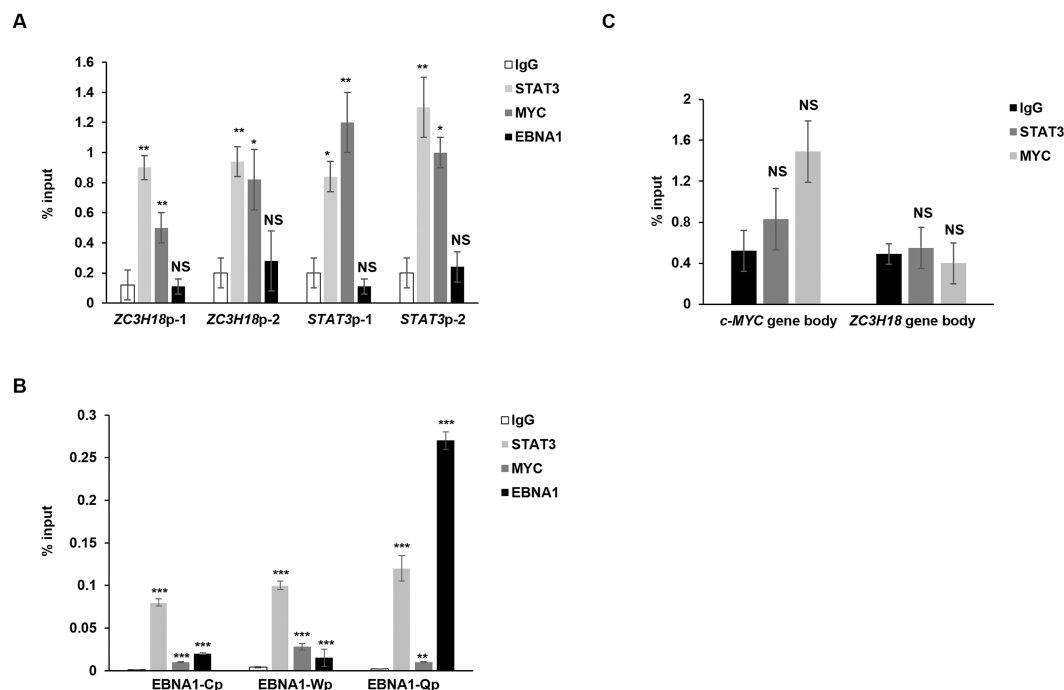 A
% input
1.6
1.4
1.2
1
0.8
0.6
0.4
0.2
0
** ** NS
** * NS
* ** NS
** * NS
ZC3H18p-1 ZC3H18p-2 STAT3p-1 STAT3p-2
IgG
STAT3
MYC
EBNA1
C
% input
2
1.6
1.2
0.8
0.4
0
NS NS
NS NS
c-MYC gene body ZC3H18 gene body
IgG
STAT3
MYC
B
% input
0.3
0.25
0.2
0.15
0.1
0.05
0
*** *** ***
*** *** ***
*** ** ***
EBNA1-Cp EBNA1-Wp EBNA1-Qp
IgG
STAT3
MYC
EBNA1